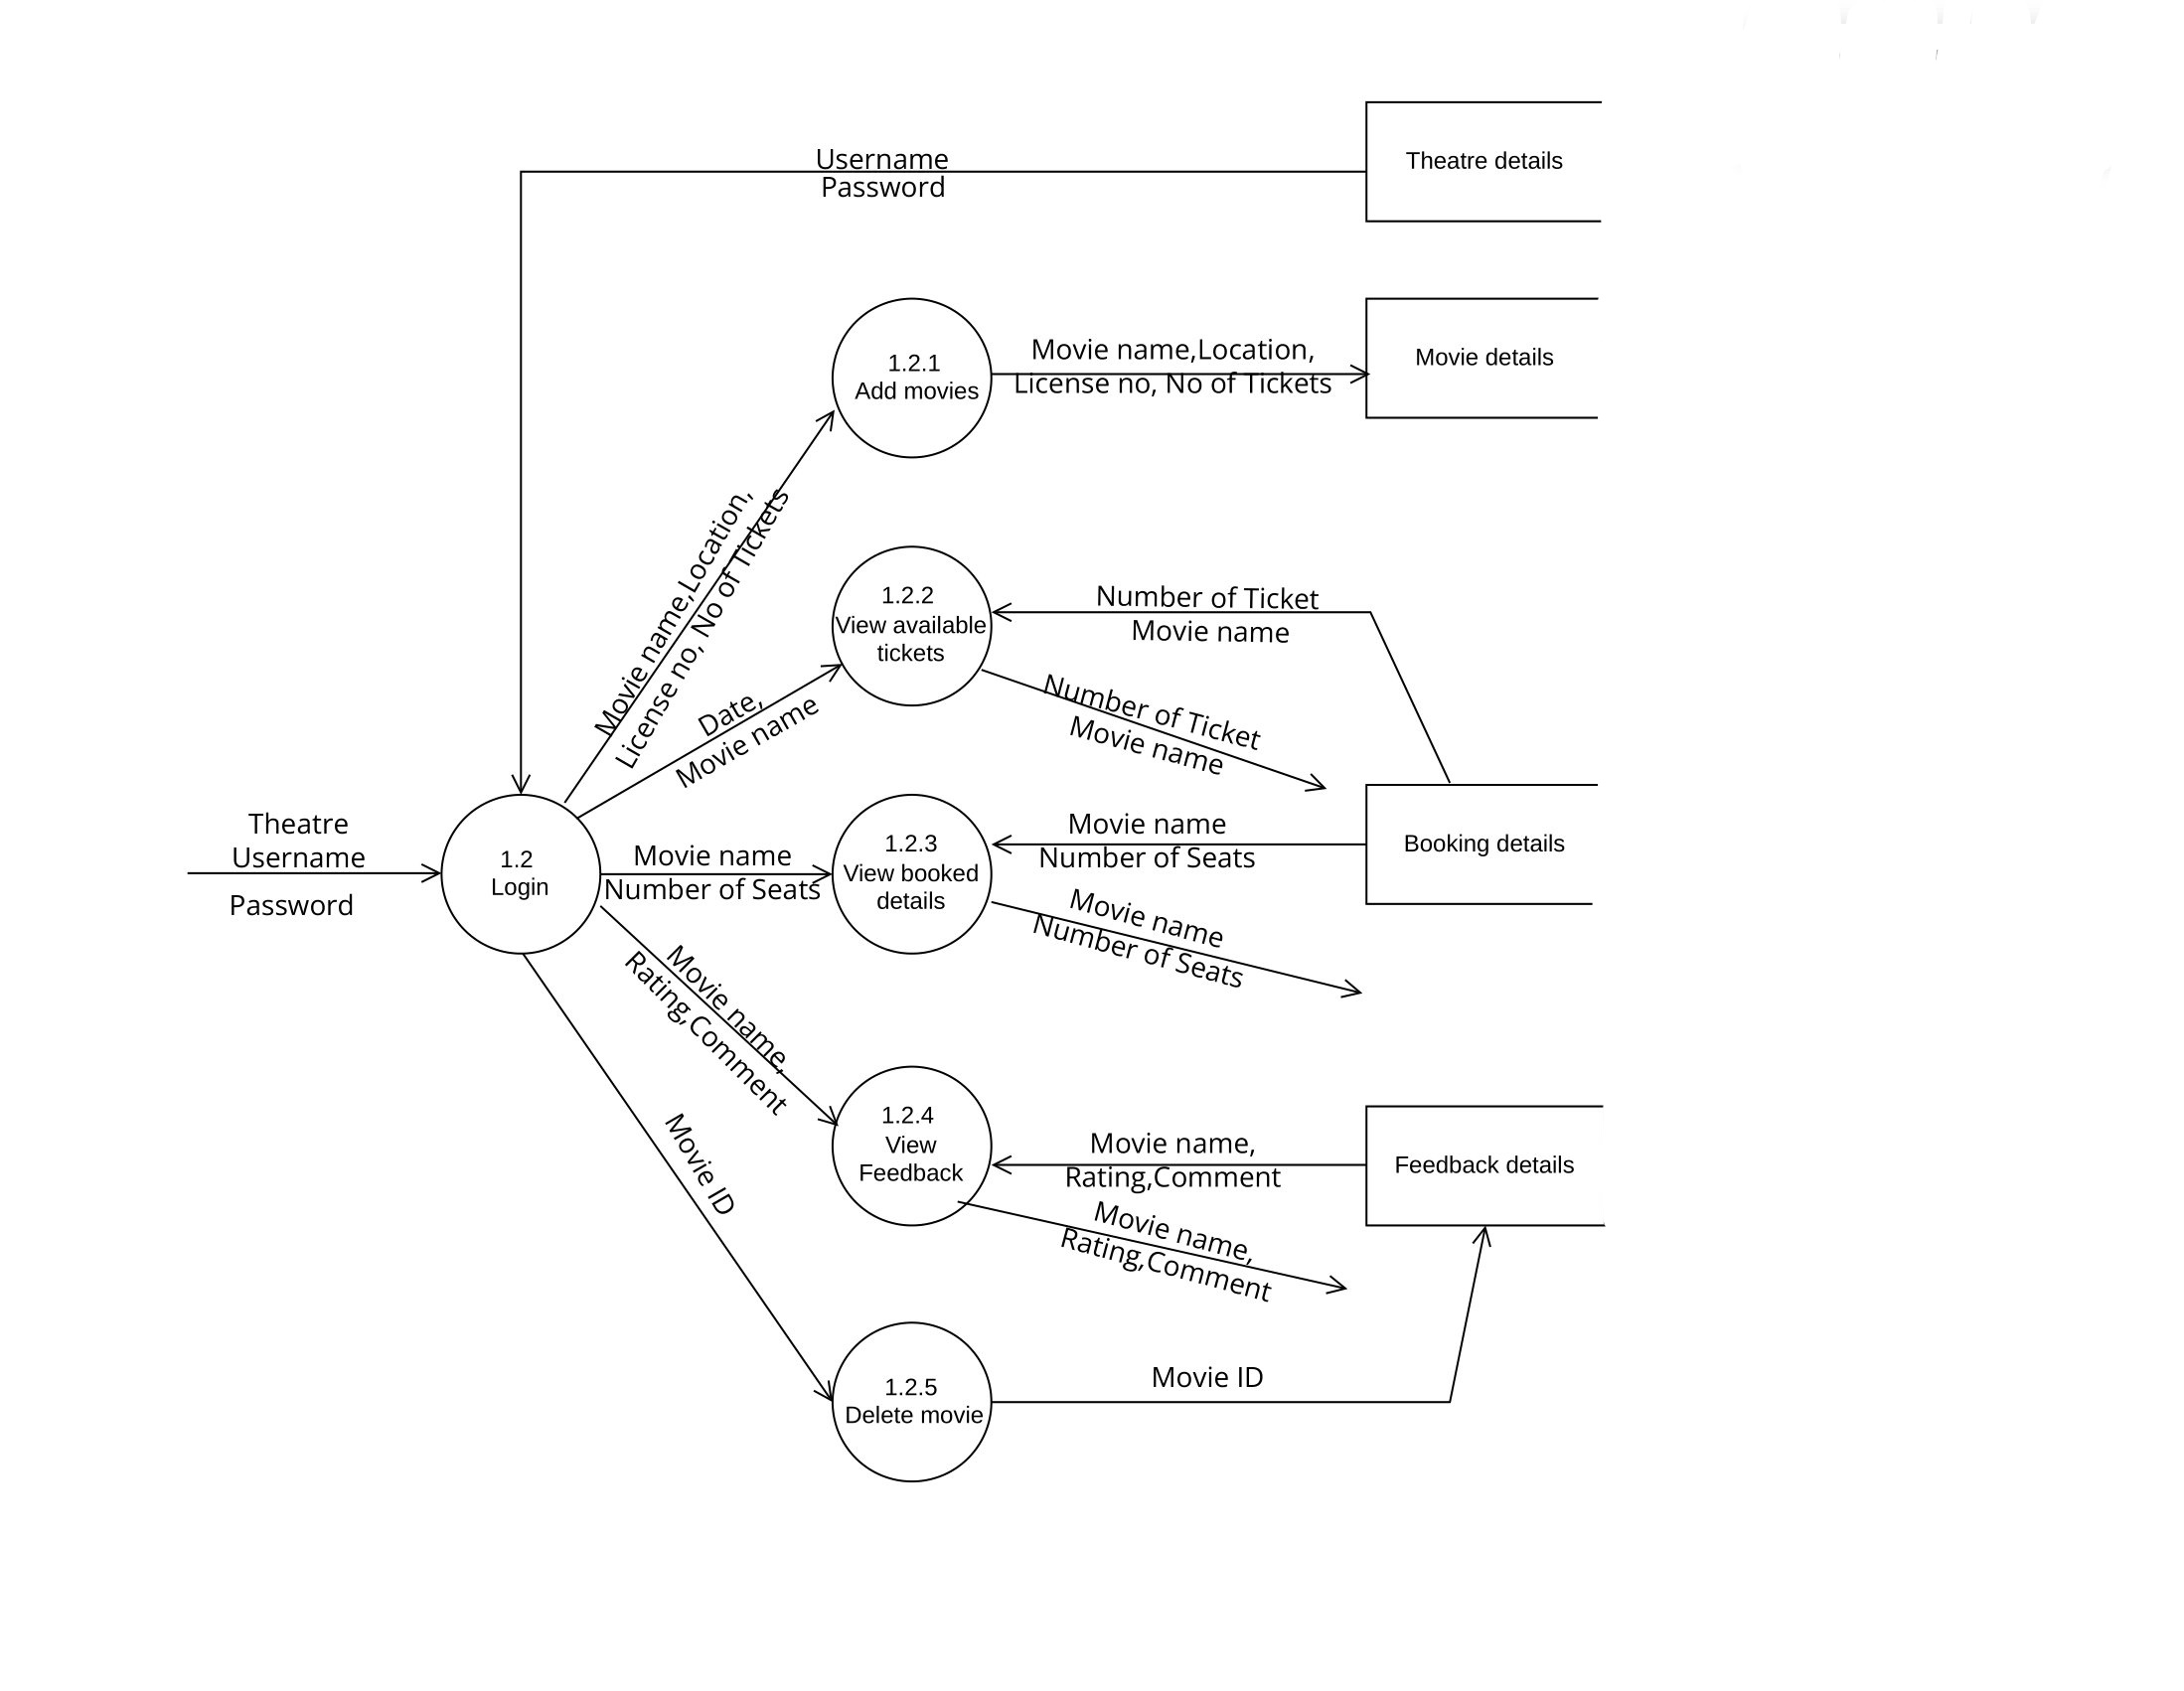 Username
Password
Theatre details
1.2.1
Add movies
Movie name,Location,
License no, No of Tickets
Movie details
Movie name,Location,
License no, No of Tickets
1.2.2
View available
tickets
Number of Ticket
Movie name
Date,
Movie name
Number of Ticket
Movie name
Theatre
Username
Password
1.2
Login
Movie name
Number of Seats
1.2.3
View booked
details
Movie name
Number of Seats
Booking details
Movie name
Number of Seats
Movie name,
Rating,Comment
1.2.4
View
Feedback
Movie name,
Rating,Comment
Feedback details
Movie name,
Rating,Comment
Movie ID
1.2.5
Delete movie
Movie ID